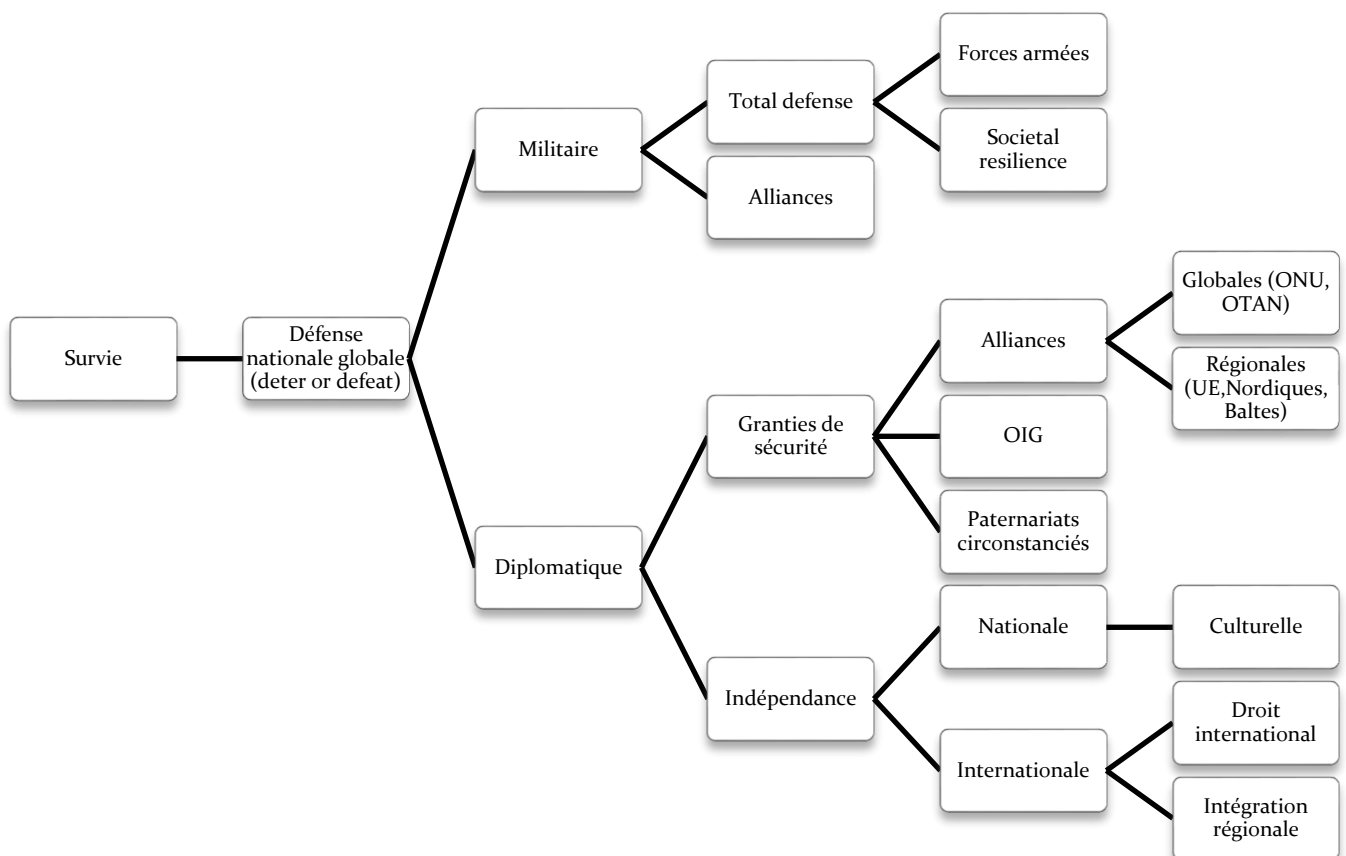 Survie
Défense
nationale globale
(deter or defeat)
Militaire
Total defense
Forces armées
Societal
resilience
Alliances
Diplomatique
Granties de
sécurité
Alliances
Globales (ONU,
OTAN)
Régionales
(UE,Nordiques,
Baltes)
OIG
Paternariats
circonstanciés
Indépendance
Nationale
Culturelle
Internationale
Droit
international
Intégration
régionale